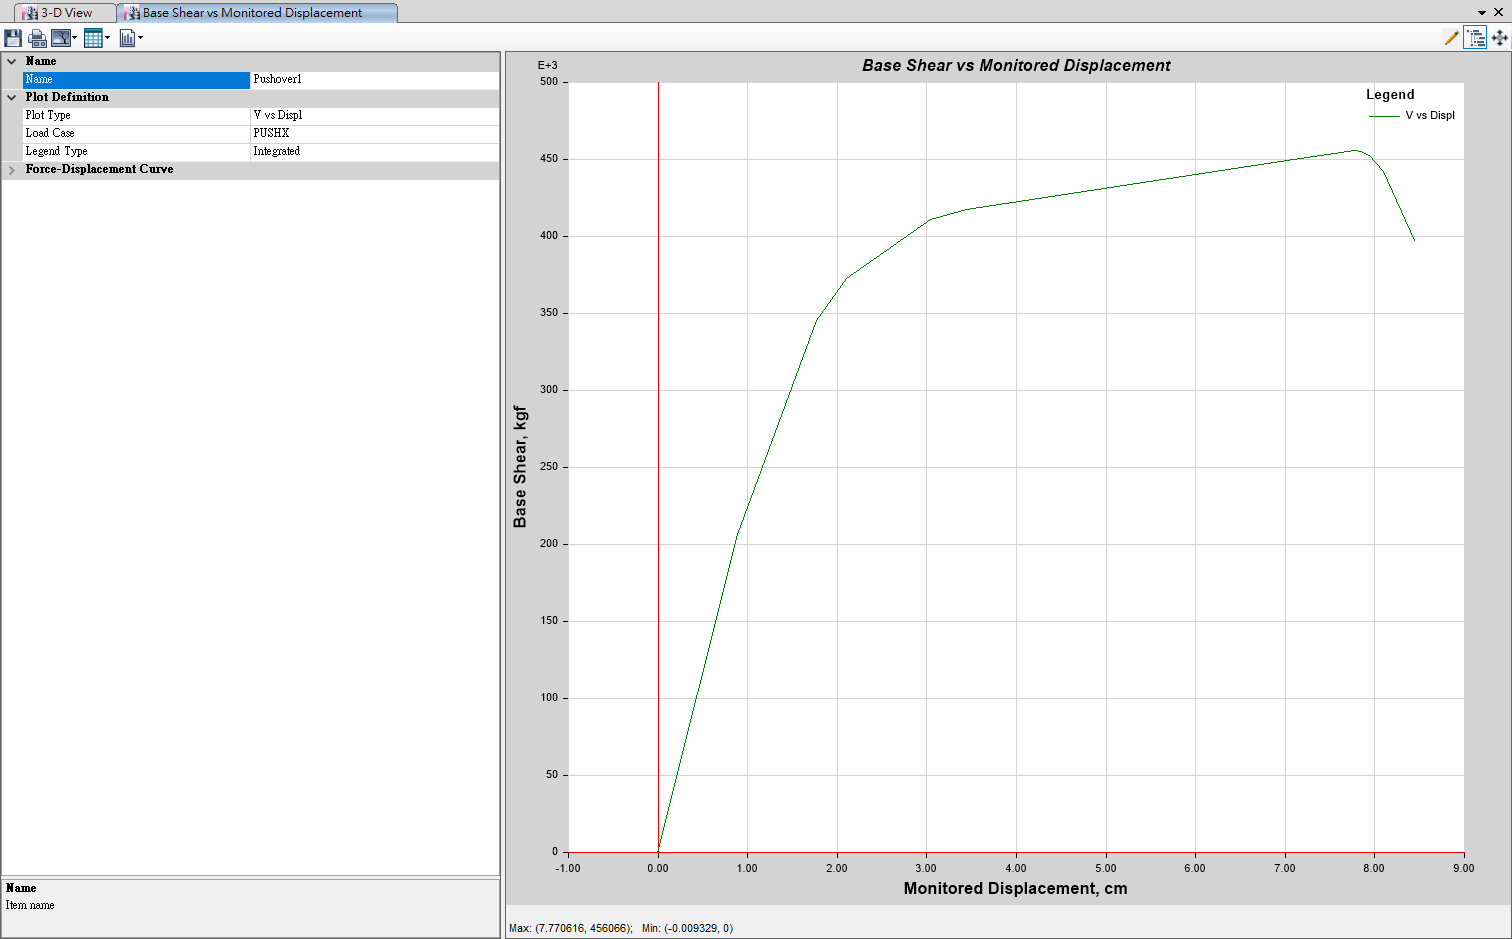 3-D View
Base Shear vs Monitored Displacement
Name
Name Pushover1
Plot Definition
Plot Type V vs Displ
Load Case PUSHX
Legend Type Integrated
Force-Displacement Curve
Name
Item name
Base Shear vs Monitored Displacement
E+3
500
450
400
350
300
250
200
150
100
50
0
Base Shear, kgf
Legend
V vs Displ
-1.00 0.00 1.00 2.00 3.00 4.00 5.00 6.00 7.00 8.00 9.00
Monitored Displacement, cm
Max: (7.770616, 456066); Min: (-0.009329, 0)